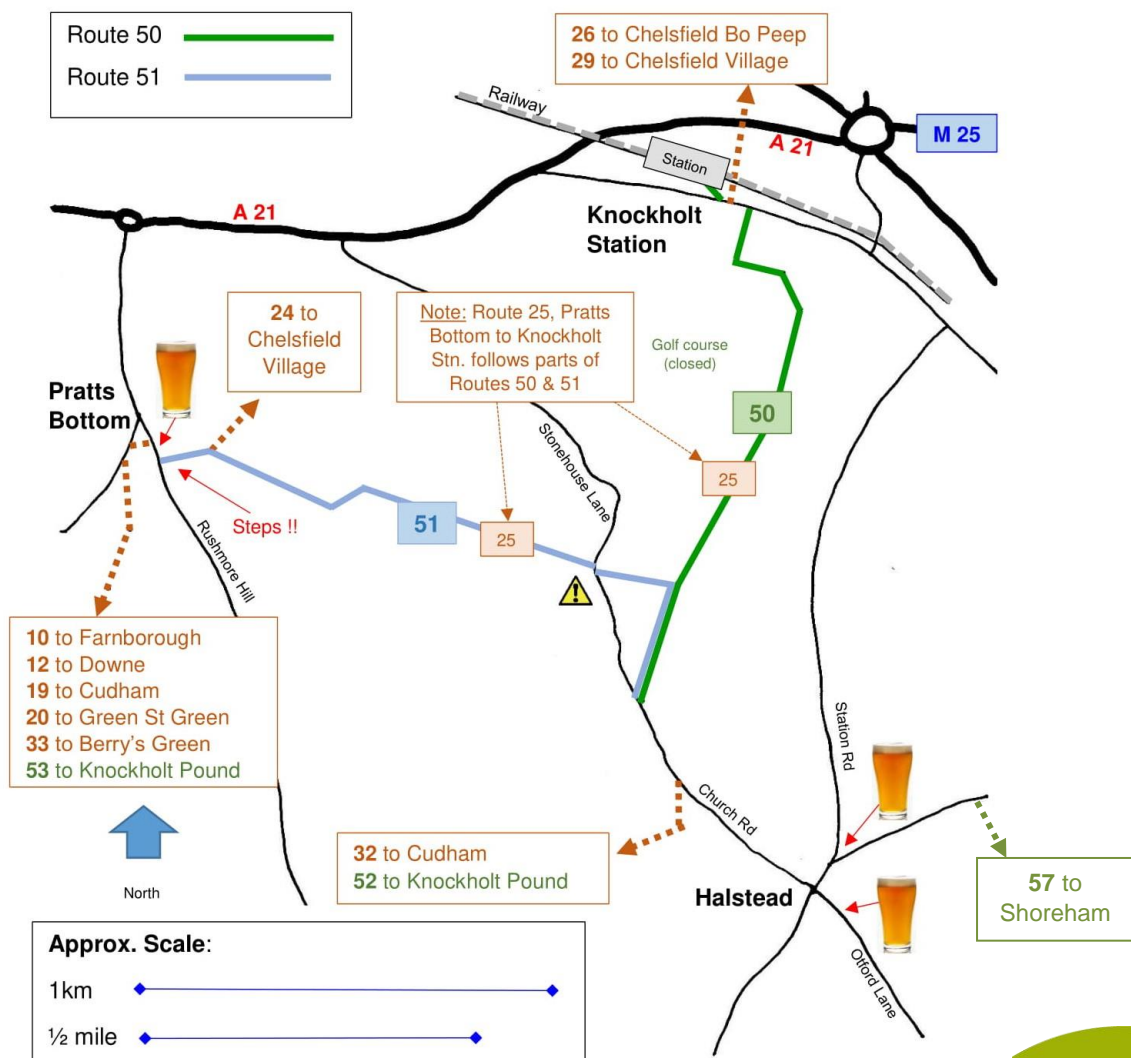 Route 50
Route 51
26 to Chelsfield Bo Peep
29 to Chelsfield Village
Railway
A 21
M 25
Station
A 21
Knockholt
Station
24 to
Chelsfield
Village
Note: Route 25, Pratts
Bottom to Knockholt
Stn. follows parts of
Routes 50 & 51
Golf course
(closed)
Pratts
Bottom
50
Stonehouse Lane
25
Steps !!
51
25
Rushmore Hill
10 to Farnborough
12 to Downe
19 to Cudham
20 to Green St Green
33 to Berry's Green
53 to Knockholt Pound
Station Rd
Church Rd
North
32 to Cudham
52 to Knockholt Pound
Halstead
57 to
Shoreham
Otford Lane
Approx. Scale:
1km
½ mile